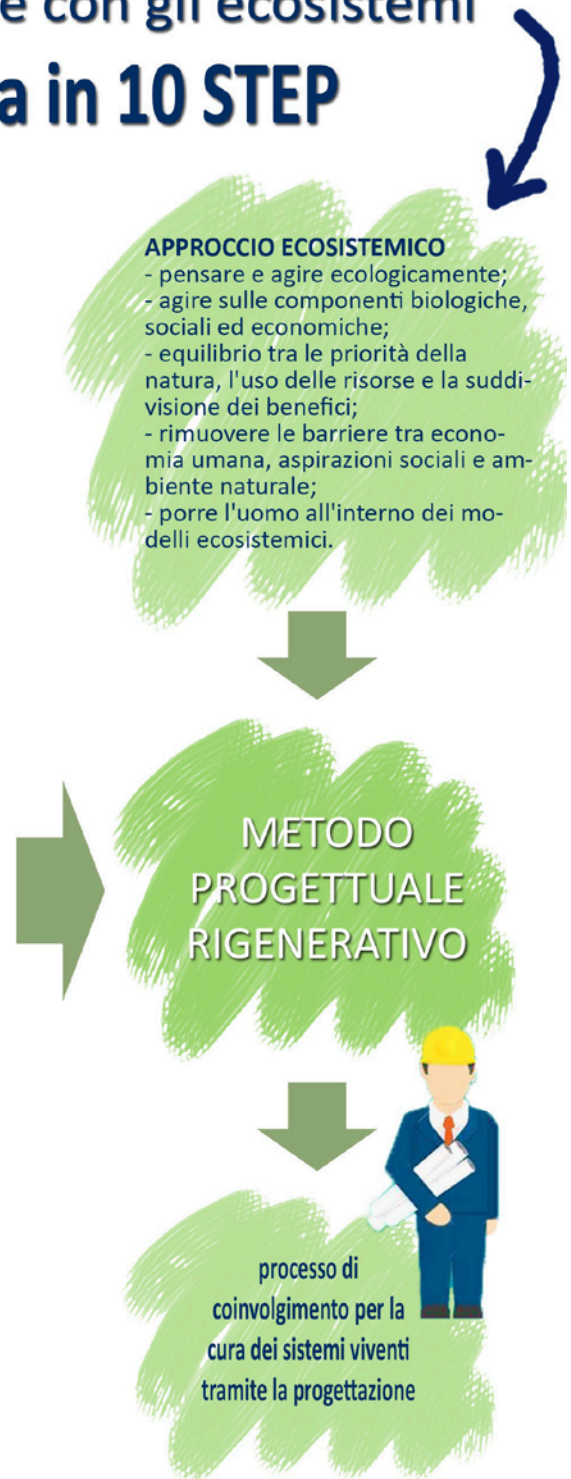 e con gli ecosistemi
a in 10 STEP
APPROCCIO ECOSISTEMICO
- pensare e agire ecologicamente;
- agire sulle componenti biologiche,
sociali ed economiche;
- equilibrio tra le priorità della
natura, l'uso delle risorse e la suddi-
visione dei benefici;
- rimuovere le barriere tra econo-
mia umana, aspirazioni sociali e am-
biente naturale;
- porre l'uomo all'interno dei mo-
delli ecosistemici.
METODO
PROGETTUALE
RIGENERATIVO
processo di
coinvolgimento per la
cura dei sistemi viventi
tramite la progettazione